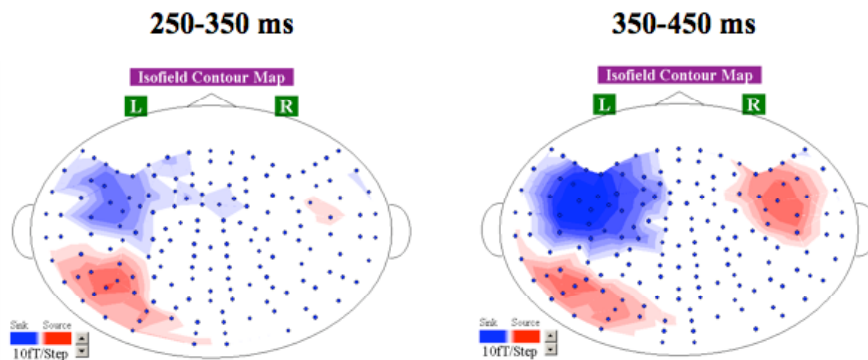 250-350 ms
Isofield Contour Map
L R
Sink Source
10fT/Step
350-450 ms
Isofield Contour Map
L R
Sink Source
10fT/Step